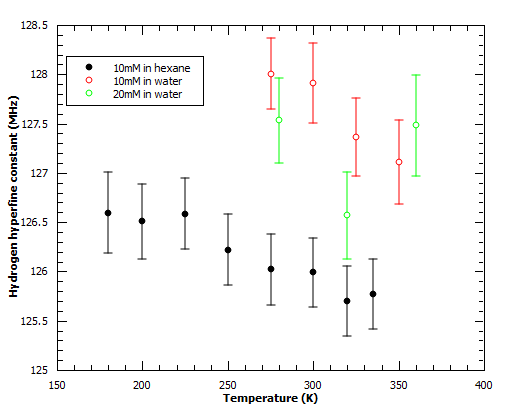 128.5
128
127.5
127
126.5
126
125.5
125
Hydrogen hyperfine constant (MHz)
10mM in hexane
10mM in water
20mM in water
150 200 250 300 350 400
Temperature (K)